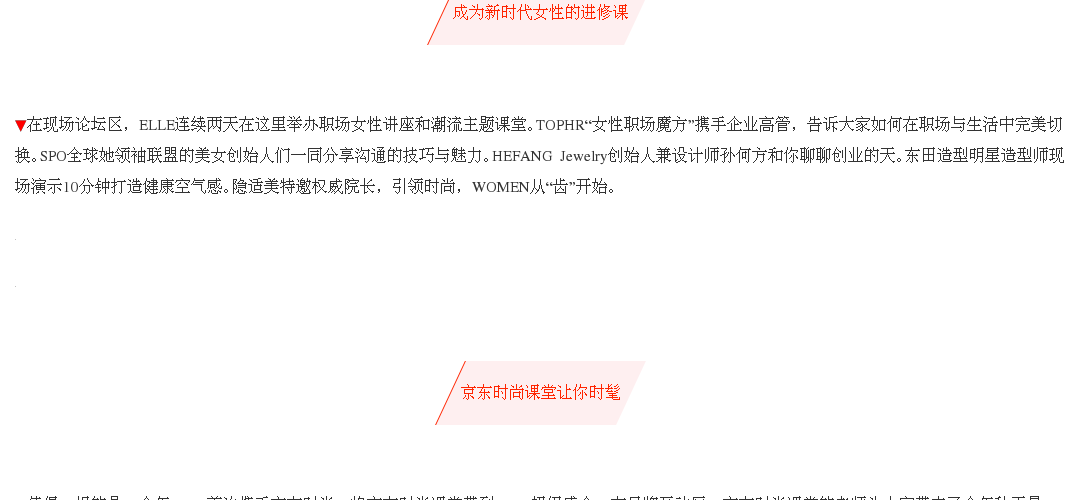 成为新时代女性的进修课
▼在现场论坛区，ELLE连续两天在这里举办职场女性讲座和潮流主题课堂。TOPHR“女性职场魔方”携手企业高管，告诉大家如何在职场与生活中完美切
换。SPO全球她领袖联盟的美女创始人们一同分享沟通的技巧与魅力。HEFANG Jewelry创始人兼设计师孙何方和你聊聊创业的天。东田造型明星造型师现
场演示10分钟打造健康空气感。隐适美特邀权威院长，引领时尚，WOMEN从“齿”开始。
京东时尚课堂让你时髦